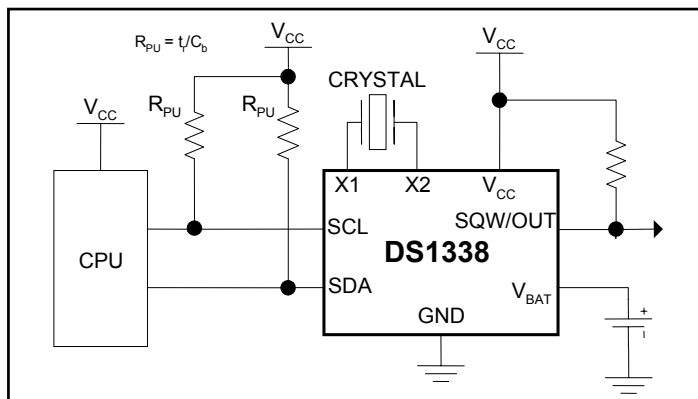 R_PU = t_r/C_b
V_CC
V_CC
CRYSTAL
V_CC
R_PU
R_PU
X1
X2
V_CC
SCL
SQW/OUT
CPU
DS1338
SDA
V_BAT
GND
+
-